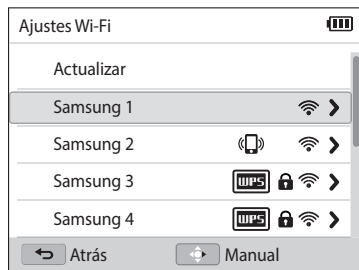 Ajustes Wi-Fi
Actualizar
Samsung 1
Samsung 2
Samsung 3 WPS
Samsung 4 WPS
Atrás Manual